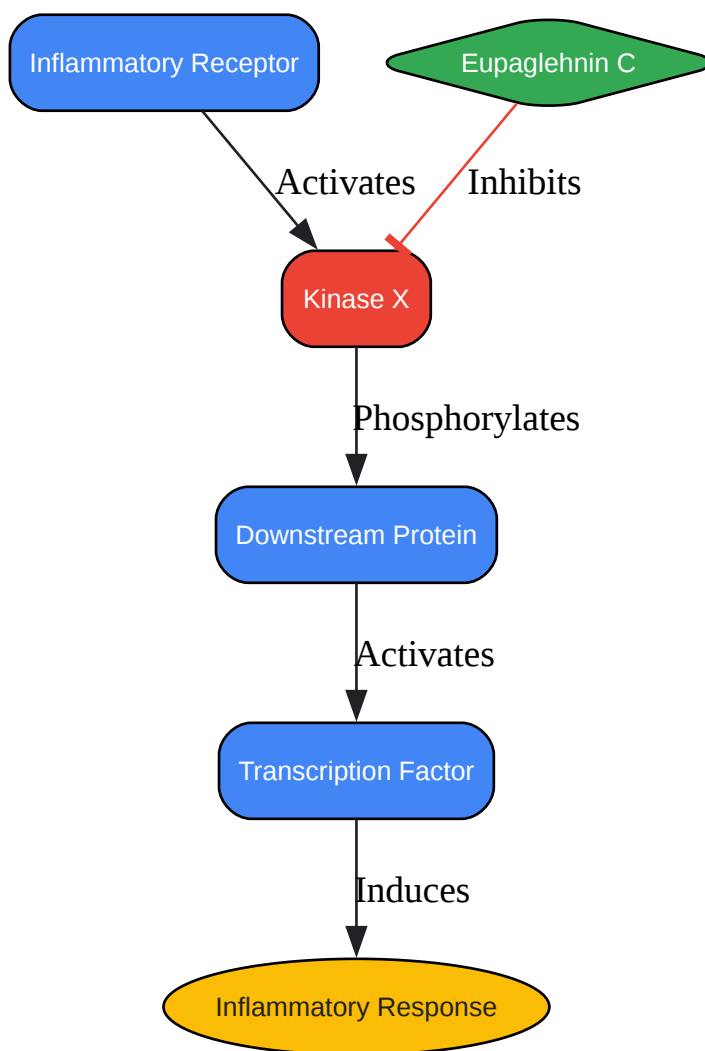 Inflammatory Receptor
Eupaglehnin C
Activates
Inhibits
Kinase X
Phosphorylates
Downstream Protein
Activates
Transcription Factor
Induces
Inflammatory Response